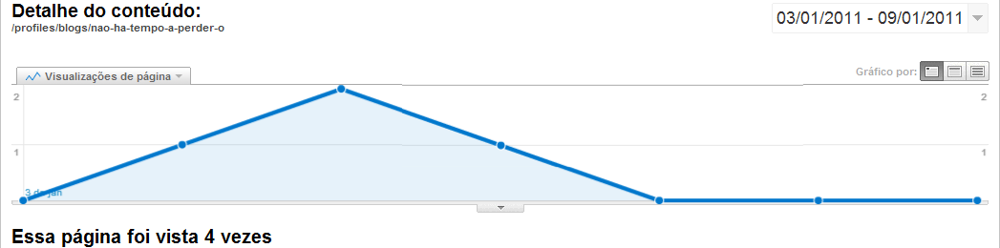 Detalhe do conteúdo:
/profiles/blogs/nao-ha-tempo-a-perder-o
03/01/2011 - 09/01/2011
Visualizações de página
Gráfico por:
2
2
1
1
3 de jan
Essa página foi vista 4 vezes